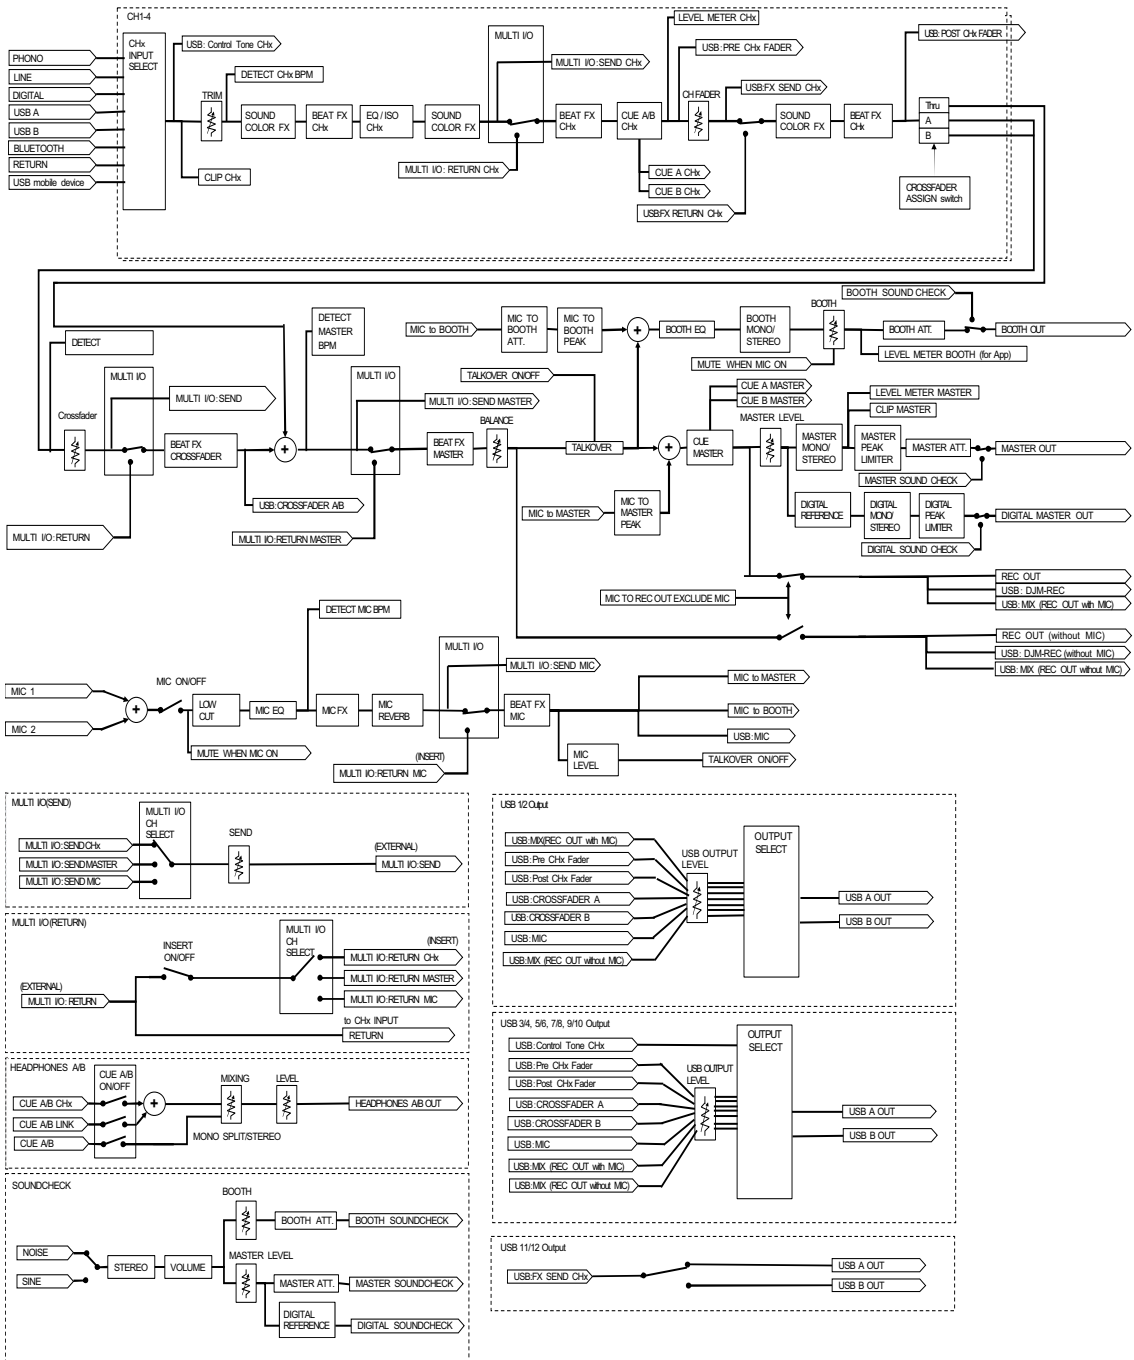 CH1-4
PHONO
LINE
DIGITAL
USB A
USB B
BLUETOOTH
RETURN
USB mobile device
CHx
INPUT
SELECT
USB: Control Tone CHx
DETECT CHx BPM
TRIM
CLIP CHx
SOUND
COLOR FX
BEAT FX
CHx
EQ / ISO
CHx
SOUND
COLOR FX
MULTI I/O
MULTI I/O: SEND CHx
MULTI I/O: RETURN CHx
BEAT FX
CHx
CUE A/B
CHx
LEVEL METER CHx
USB: PRE CHx FADER
CH FADER
USB:FX SEND CHx
CUE A CHx
CUE B CHx
USB:FX RETURN CHx
SOUND
COLOR FX
BEAT FX
CHx
USB: POST CHx FADER
Thru
A
B
CROSSFADER
ASSIGN switch
DETECT
Crossfader
MULTI I/O
MULTI I/O: SEND
MULTI I/O: RETURN
BEAT FX
CROSSFADER
USB:CROSSFADER A/B
DETECT
MASTER
BPM
MULTI I/O
MULTI I/O: SEND MASTER
MULTI I/O:RETURN MASTER
BEAT FX
MASTER
BALANCE
MIC to BOOTH
MIC TO
BOOTH
ATT.
MIC TO
BOOTH
PEAK
BOOTH EQ
BOOTH
MONO/
STEREO
BOOTH
MUTE WHEN MIC ON
BOOTH SOUND CHECK
BOOTH ATT.
BOOTH OUT
LEVEL METER BOOTH (for App)
TALKOVER ON/OFF
TALKOVER
MIC to MASTER
MIC TO
MASTER
PEAK
CUE
MASTER
CUE A MASTER
CUE B MASTER
MASTER LEVEL
MASTER
MONO/
STEREO
LEVEL METER MASTER
CLIP MASTER
MASTER
PEAK
LIMITER
MASTER ATT.
MASTER OUT
MASTER SOUND CHECK
DIGITAL
REFERENCE
DIGITAL
MONO/
STEREO
DIGITAL
PEAK
LIMITER
DIGITAL MASTER OUT
DIGITAL SOUND CHECK
MIC TO REC OUT EXCLUDE MIC
REC OUT
USB: DJM-REC
USB: MIX (REC OUT with MIC)
REC OUT (without MIC)
USB: DJM-REC (without MIC)
USB: MIX (REC OUT without MIC)
MIC 1
MIC 2
MIC ON/OFF
MUTE WHEN MIC ON
LOW
CUT
MIC EQ
DETECT MIC BPM
MIC FX
MIC
REVERB
MULTI I/O
MULTI I/O:SEND MIC
(INSERT)
MULTI I/O:RETURN MIC
BEAT FX
MIC
MIC to MASTER
MIC to BOOTH
USB:MIC
MIC
LEVEL
TALKOVER ON/OFF
MULTI I/O(SEND)
MULTI I/O
CH
SELECT
MULTI I/O:SEND CHx
MULTI I/O:SEND MASTER
MULTI I/O:SEND MIC
SEND
(EXTERNAL)
MULTI I/O:SEND
MULTI I/O(RETURN)
(EXTERNAL)
MULTI I/O: RETURN
INSERT
ON/OFF
MULTI I/O
CH
SELECT
(INSERT)
MULTI I/O:RETURN CHx
MULTI I/O:RETURN MASTER
MULTI I/O:RETURN MIC
to CHx INPUT
RETURN
HEADPHONES A/B
CUE A/B
ON/OFF
CUE A/B CHx
CUE A/B LINK
CUE A/B
MIXING
LEVEL
MONO SPLIT/STEREO
HEADPHONES A/B OUT
SOUNDCHECK
NOISE
SINE
STEREO
VOLUME
BOOTH
BOOTH ATT.
BOOTH SOUNDCHECK
MASTER LEVEL
MASTER ATT.
MASTER SOUNDCHECK
DIGITAL
REFERENCE
DIGITAL SOUNDCHECK
USB 1/2 Output
USB:MIX(REC OUT with MIC)
USB:Pre CHx Fader
USB:Post CHx Fader
USB:CROSSFADER A
USB:CROSSFADER B
USB:MIC
USB:MIX (REC OUT without MIC)
USB OUTPUT
LEVEL
OUTPUT
SELECT
USB A OUT
USB B OUT
USB 3/4, 5/6, 7/8, 9/10 Output
USB:Control Tone CHx
USB:Pre CHx Fader
USB:Post CHx Fader
USB:CROSSFADER A
USB:CROSSFADER B
USB:MIC
USB:MIX (REC OUT with MIC)
USB:MIX (REC OUT without MIC)
USB OUTPUT
LEVEL
OUTPUT
SELECT
USB A OUT
USB B OUT
USB 11/12 Output
USB:FX SEND CHx
USB A OUT
USB B OUT